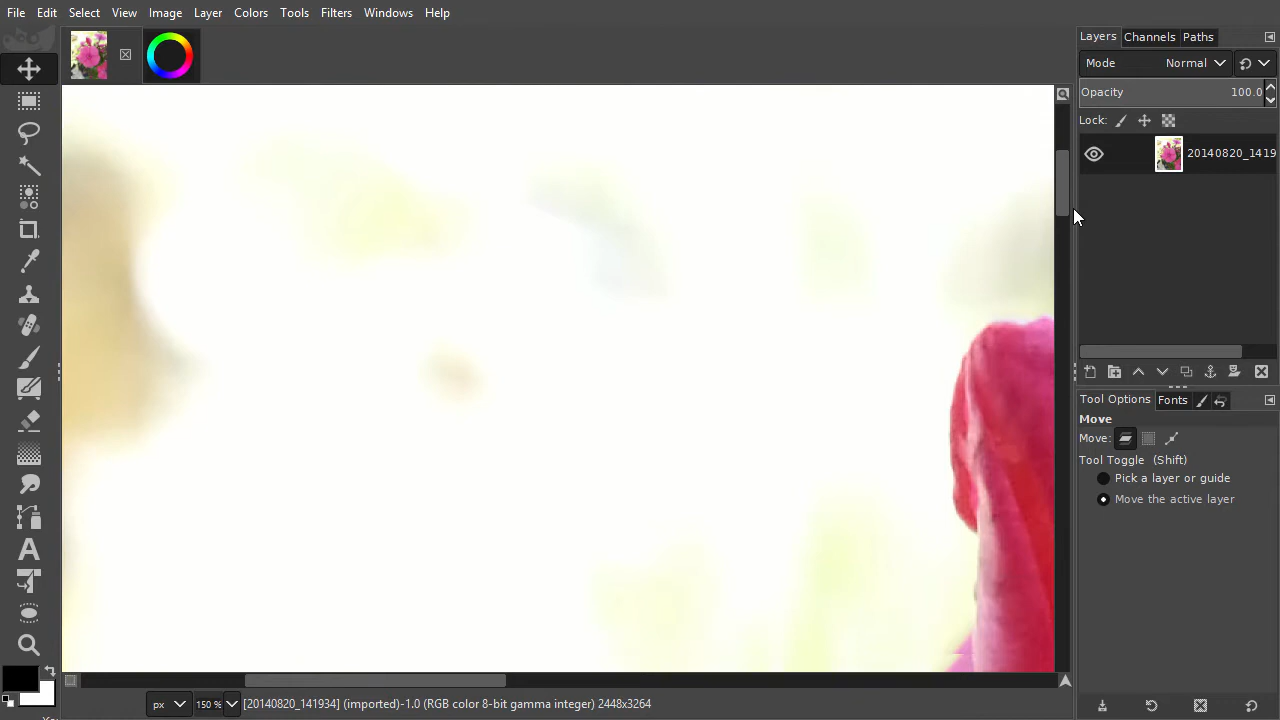 File Edit Select View Image Layer Colors Tools Filters Windows Help
Layers Channels Paths
Mode Normal
Opacity 100.0
Lock:
20140820_1419
Tool Options Fonts
Move
Move:
Tool Toggle (Shift)
Pick a layer or guide
Move the active layer
px 150 % [20140820_141934] (imported)-1.0 (RGB color 8-bit gamma integer) 2448x3264